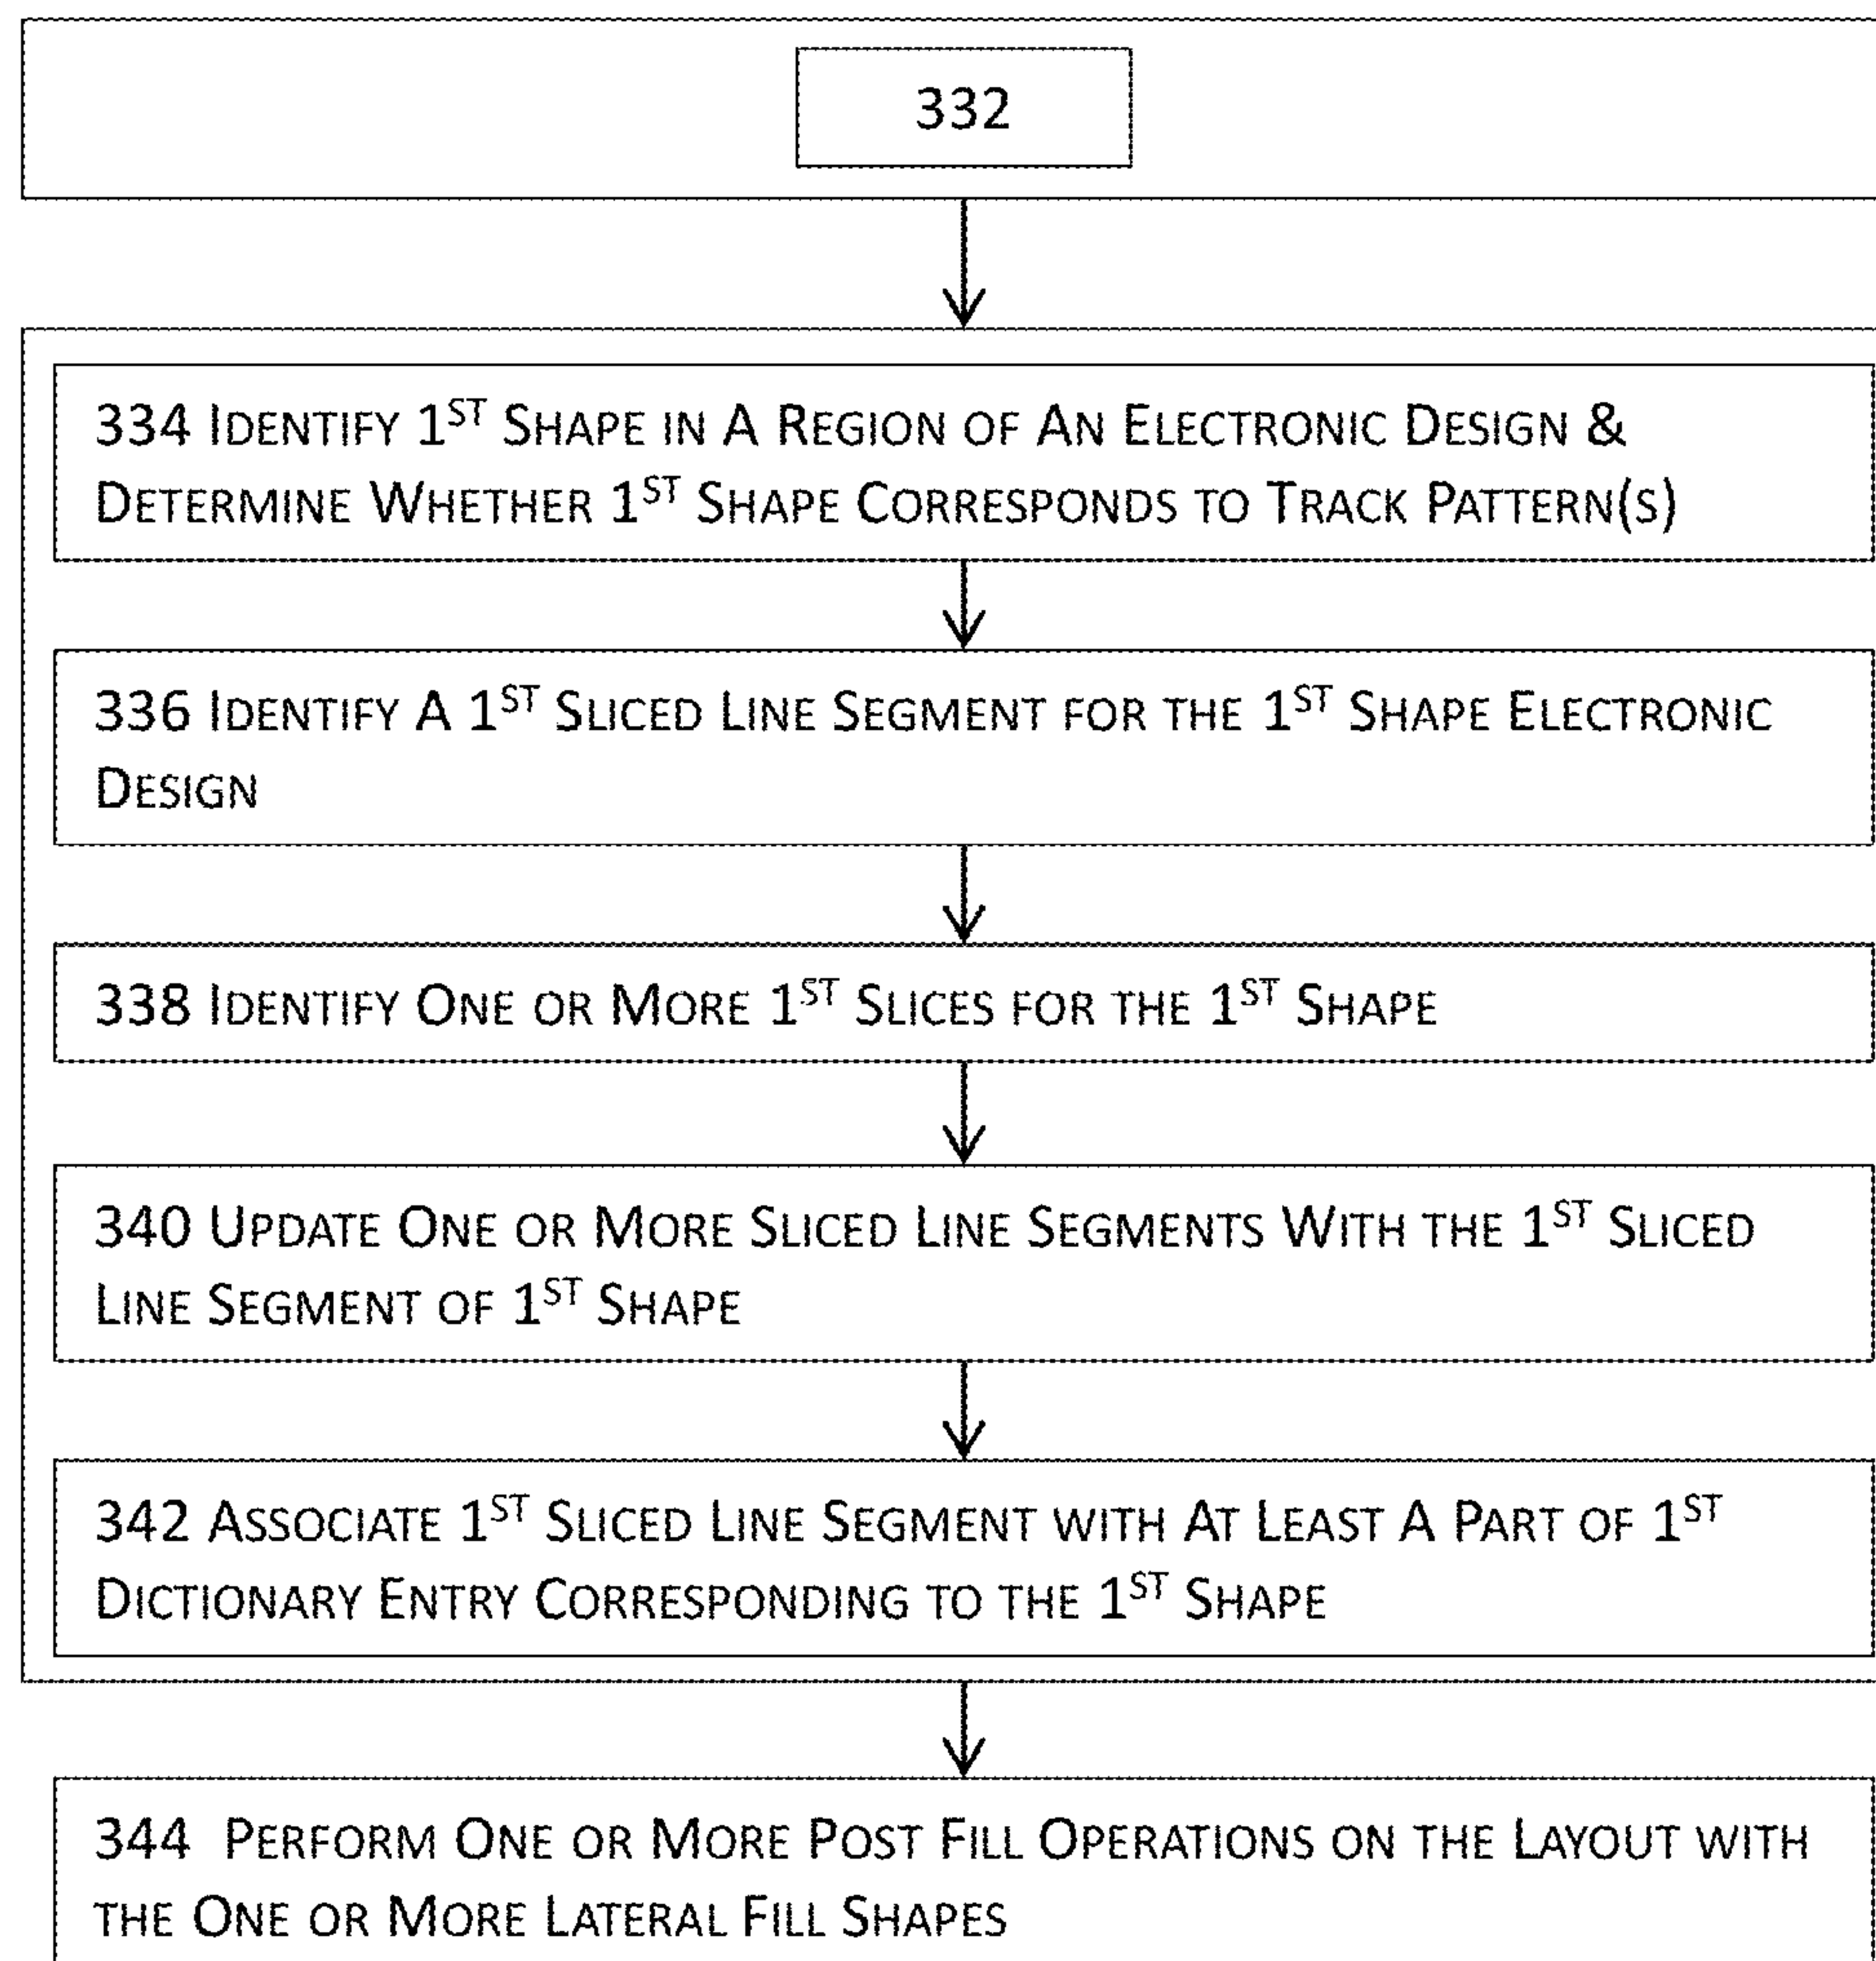 332
334 IDENTIFY 1ST SHAPE IN A REGION OF AN ELECTRONIC DESIGN &
DETERMINE WHETHER 1ST SHAPE CORRESPONDS TO TRACK PATTERN(S)
336 IDENTIFY A 1ST SLICED LINE SEGMENT FOR THE 1ST SHAPE ELECTRONIC
DESIGN
338 IDENTIFY ONE OR MORE 1ST SLICES FOR THE 1ST SHAPE
340 UPDATE ONE OR MORE SLICED LINE SEGMENTS WITH THE 1ST SLICED
LINE SEGMENT OF 1ST SHAPE
342 ASSOCIATE 1ST SLICED LINE SEGMENT WITH AT LEAST A PART OF 1ST
DICTIONARY ENTRY CORRESPONDING TO THE 1ST SHAPE
344 PERFORM ONE OR MORE POST FILL OPERATIONS ON THE LAYOUT WITH
THE ONE OR MORE LATERAL FILL SHAPES